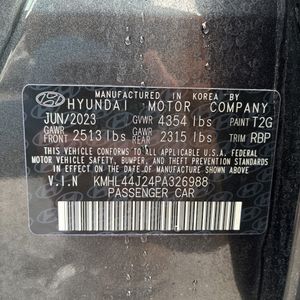 MANUFACTURED IN KOREA BY
HYUNDAI MOTOR COMPANY
JUN/2023 GVWR 4354 lbs PAINT T2G
GAWR FRONT 2513 lbs GAWR REAR 2315 lbs TRIM RBP
THIS VEHICLE CONFORMS TO ALL APPLICABLE U.S.A FEDERAL
MOTOR VEHICLE SAFETY, BUMPER, AND THEFT PREVENTION STANDARDS
IN EFFECT ON THE DATE OF MANUFACTURE SHOWN ABOVE.
V.I.N KMHL44J24PA326988
PASSENGER CAR